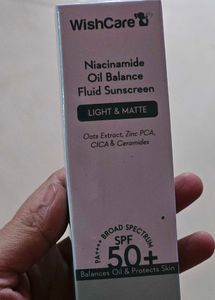 WishCare
Niacinamide
Oil Balance
Fluid Sunscreen
LIGHT & MATTE
Oats Extract, Zinc PCA,
CICA & Ceramides
PA++++ BROAD SPECTRUM
SPF
50+
Balances Oil & Protects Skin